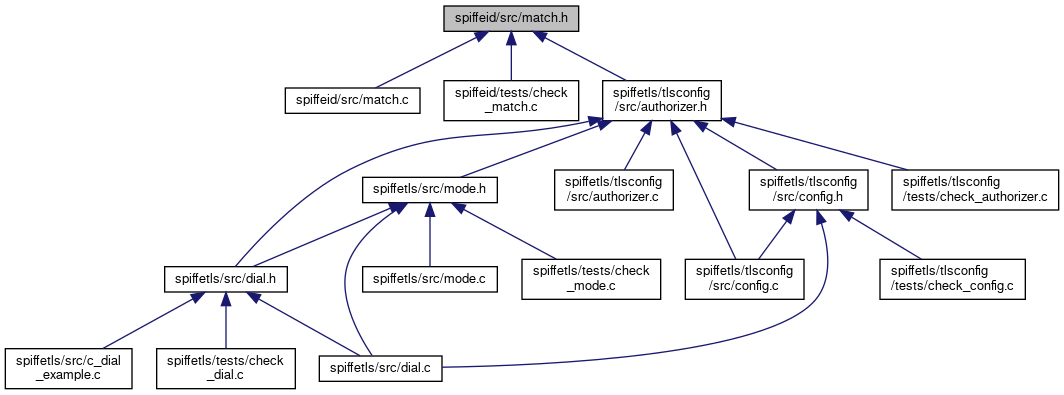 spiffeid/src/match.h
spiffeid/src/match.c
spiffeid/tests/check
_match.c
spiffetls/tlsconfig
/src/authorizer.h
spiffetls/src/mode.h
spiffetls/tlsconfig
/src/authorizer.c
spiffetls/tlsconfig
/src/config.h
spiffetls/tlsconfig
/tests/check_authorizer.c
spiffetls/src/dial.h
spiffetls/src/mode.c
spiffetls/tests/check
_mode.c
spiffetls/tlsconfig
/src/config.c
spiffetls/tlsconfig
/tests/check_config.c
spiffetls/src/c_dial
_example.c
spiffetls/tests/check
_dial.c
spiffetls/src/dial.c